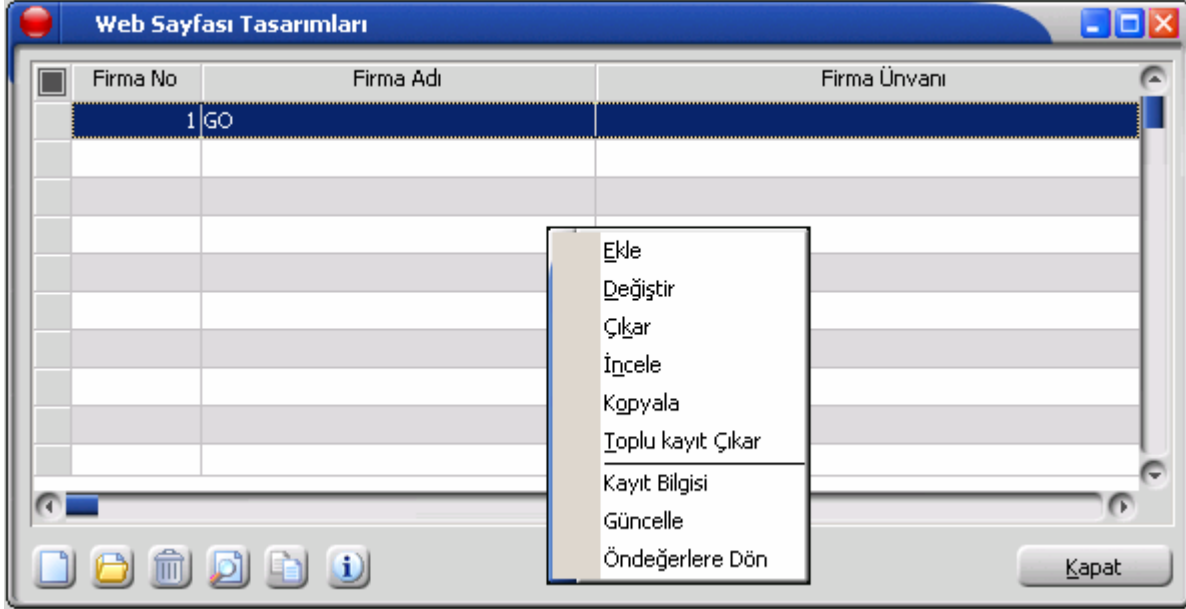 Web Sayfası Tasarımları
Firma No Firma Adı Firma Ünvanı
1 GO
Ekle
Değiştir
Çıkar
İncele
Kopyala
Toplu kayıt Çıkar
Kayıt Bilgisi
Güncelle
Öndeğerlere Dön
Kapat